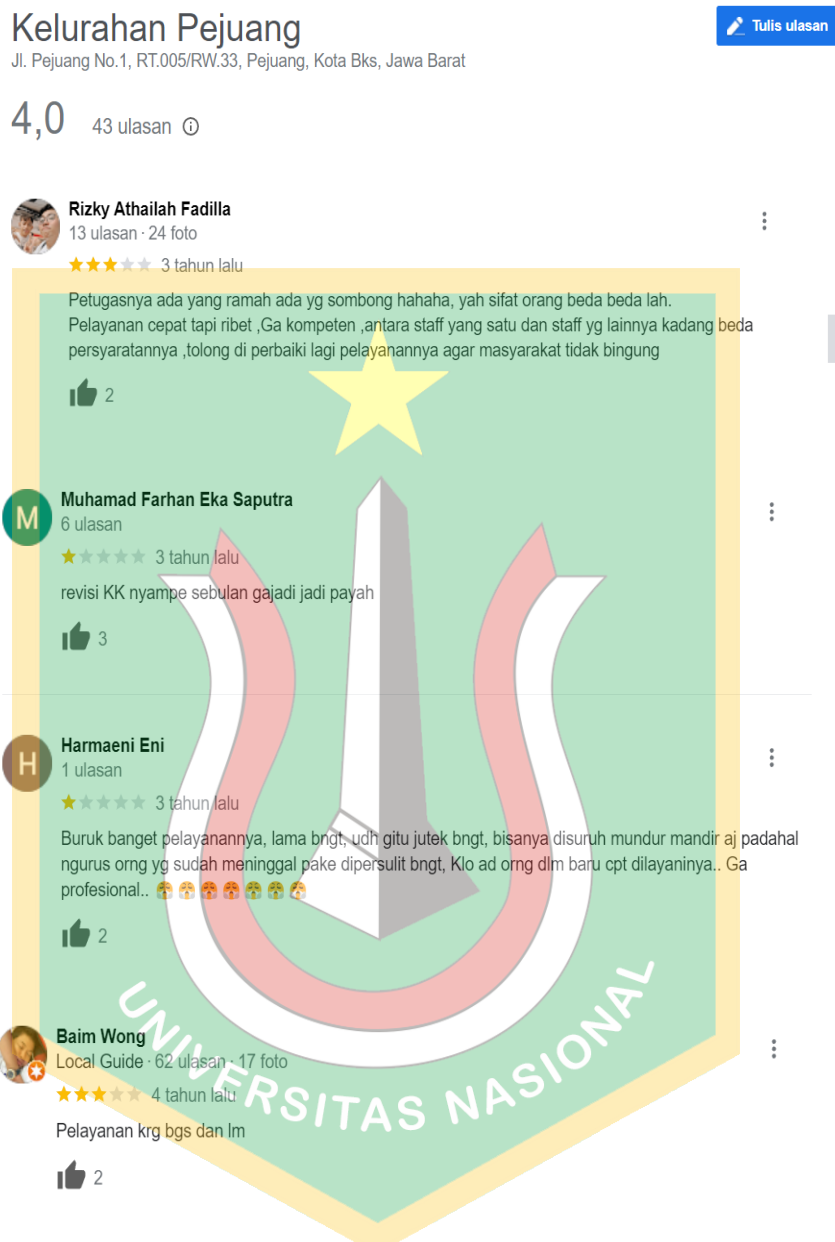 Kelurahan Pejuang
Tulis ulasan
Jl. Pejuang No.1, RT.005/RW.33, Pejuang, Kota Bks, Jawa Barat
4,0 43 ulasan
Rizky Athailah Fadilla
13 ulasan · 24 foto
3 tahun lalu
Petugasnya ada yang ramah ada yg sombong hahaha, yah sifat orang beda beda lah.
Pelayanan cepat tapi ribet ,Ga kompeten ,antara staff yang satu dan staff yg lainnya kadang beda
persyaratannya ,tolong di perbaiki lagi pelayanannya agar masyarakat tidak bingung
2
M
Muhamad Farhan Eka Saputra
6 ulasan
3 tahun lalu
revisi KK nyampe sebulan gajadi jadi payah
3
H
Harmaeni Eni
1 ulasan
3 tahun lalu
Buruk banget pelayanannya, lama bngt, udh gitu jutek bngt, bisanya disuruh mundur mandir aj padahal
ngurus orng yg sudah meninggal pake dipersulit bngt, Klo ad orng dlm baru cpt dilayaninya.. Ga
profesional..
2
Baim Wong
Local Guide · 62 ulasan · 17 foto
4 tahun lalu
Pelayanan krg bgs dan lm
2
UNIVERSITAS NASIONAL